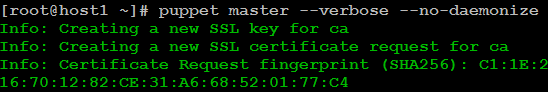 [root@host1 ~]# puppet master --verbose --no-daemonize
Info: Creating a new SSL key for ca
Info: Creating a new SSL certificate request for ca
Info: Certificate Request fingerprint (SHA256): C1:1E:2
16:70:12:82:CE:31:A6:68:52:01:77:C4